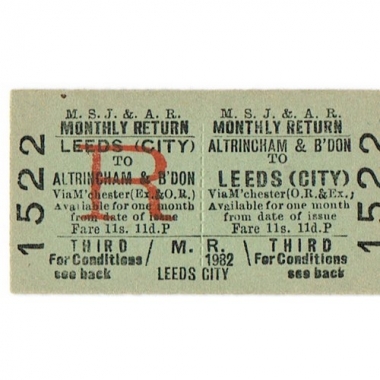 1522
M. S. J. & A. R.
MONTHLY RETURN
LEEDS (CITY)
TO
ALTRINCHAM & B'DON
Via M'chester (Ex. & O.R.)
Available for one month
from date of issue
Fare 11s. 11d. P
THIRD
For Conditions
see back
R
M. S. J. & A. R.
MONTHLY RETURN
ALTRINCHAM & B'DON
TO
LEEDS (CITY)
Via M'chester (O.R. & Ex.)
Available for one month
from date of issue
Fare 11s. 11d. P
THIRD
For Conditions
see back
/ M. R. \
1982
LEEDS CITY
1522